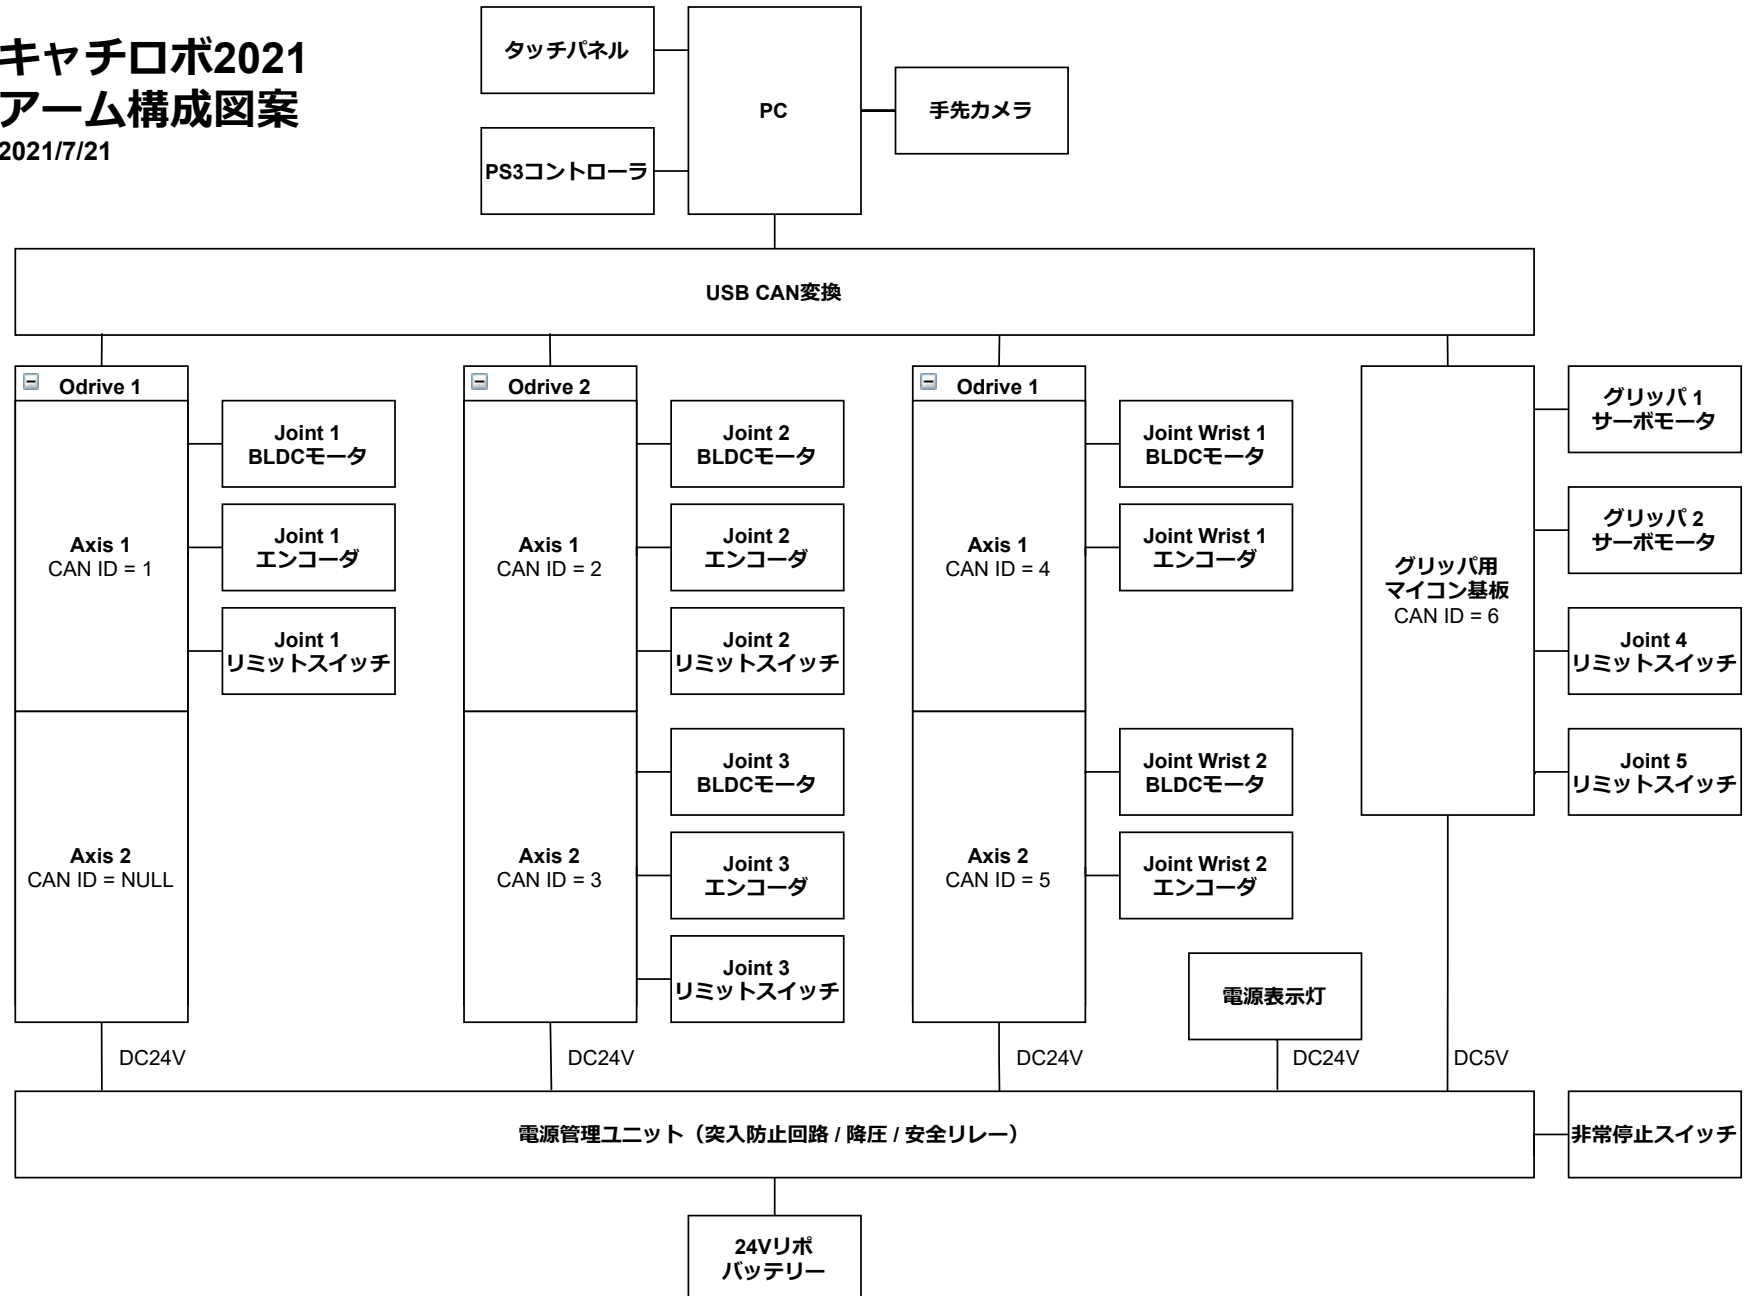 キャチロボ2021
アーム構成図案
2021/7/21
タッチパネル
PS3コントローラ
PC
手先カメラ
USB CAN変換
Odrive 1
Axis 1
CAN ID = 1
Axis 2
CAN ID = NULL
Joint 1
BLDCモータ
Joint 1
エンコーダ
Joint 1
リミットスイッチ
Odrive 2
Axis 1
CAN ID = 2
Axis 2
CAN ID = 3
Joint 2
BLDCモータ
Joint 2
エンコーダ
Joint 2
リミットスイッチ
Joint 3
BLDCモータ
Joint 3
エンコーダ
Joint 3
リミットスイッチ
Odrive 1
Axis 1
CAN ID = 4
Axis 2
CAN ID = 5
Joint Wrist 1
BLDCモータ
Joint Wrist 1
エンコーダ
Joint Wrist 2
BLDCモータ
Joint Wrist 2
エンコーダ
グリッパ用
マイコン基板
CAN ID = 6
グリッパ 1
サーボモータ
グリッパ 2
サーボモータ
Joint 4
リミットスイッチ
Joint 5
リミットスイッチ
電源表示灯
DC24V
DC24V
DC24V
DC24V
DC5V
電源管理ユニット（突入防止回路 / 降圧 / 安全リレー）
非常停止スイッチ
24Vリポ
バッテリー